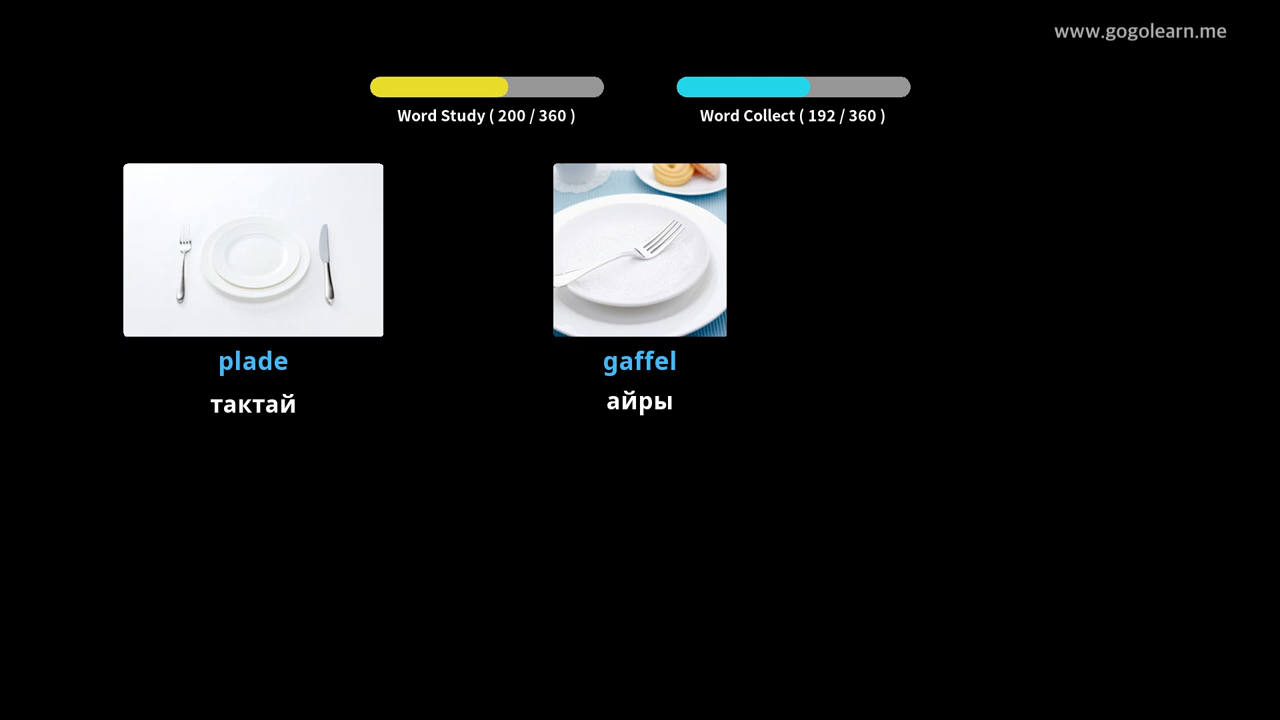 www.gogolearn.me
Word Study ( 200 / 360 )
Word Collect ( 192 / 360 )
plade
тактай
gaffel
айры